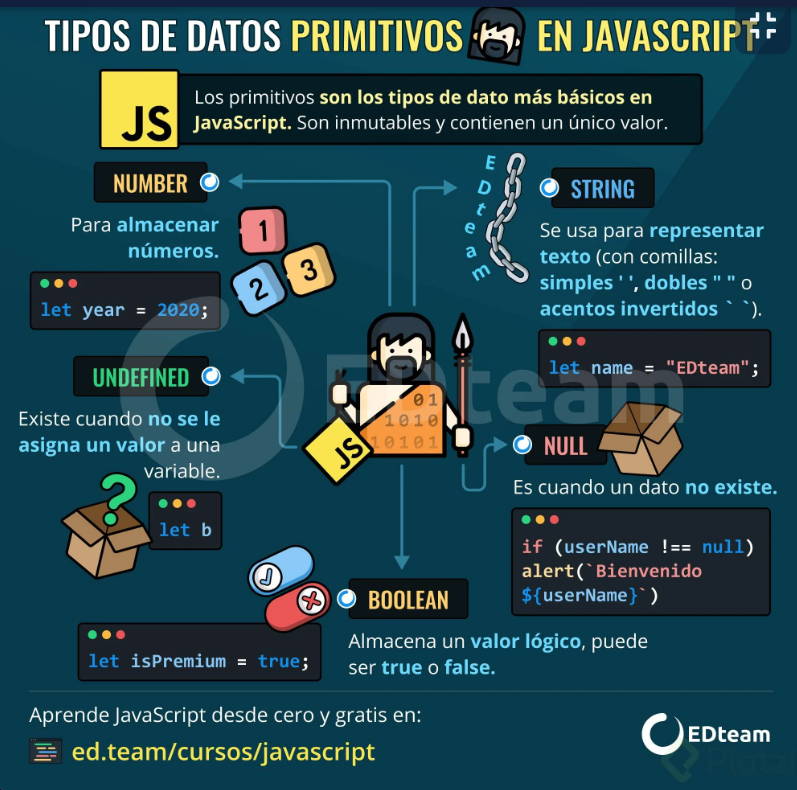 TIPOS DE DATOS PRIMITIVOS EN JAVASCRIPT
JS
Los primitivos son los tipos de dato más básicos en
JavaScript. Son inmutables y contienen un único valor.
NUMBER
Para almacenar
números.
1
2
3
let year = 2020;
EDteam
STRING
Se usa para representar
texto (con comillas:
simples ' ', dobles " " o
acentos invertidos ` `).
let name = "EDteam";
EDteam
UNDEFINED
Existe cuando no se le
asigna un valor a una
variable.
?
let b
01
1010
10101
JS
NULL
Es cuando un dato no existe.
if (userName !== null)
alert(`Bienvenido
${userName}`)
BOOLEAN
Almacena un valor lógico, puede
ser true o false.
let isPremium = true;
Aprende JavaScript desde cero y gratis en:
ed.team/cursos/javascript
EDteam
Platzi